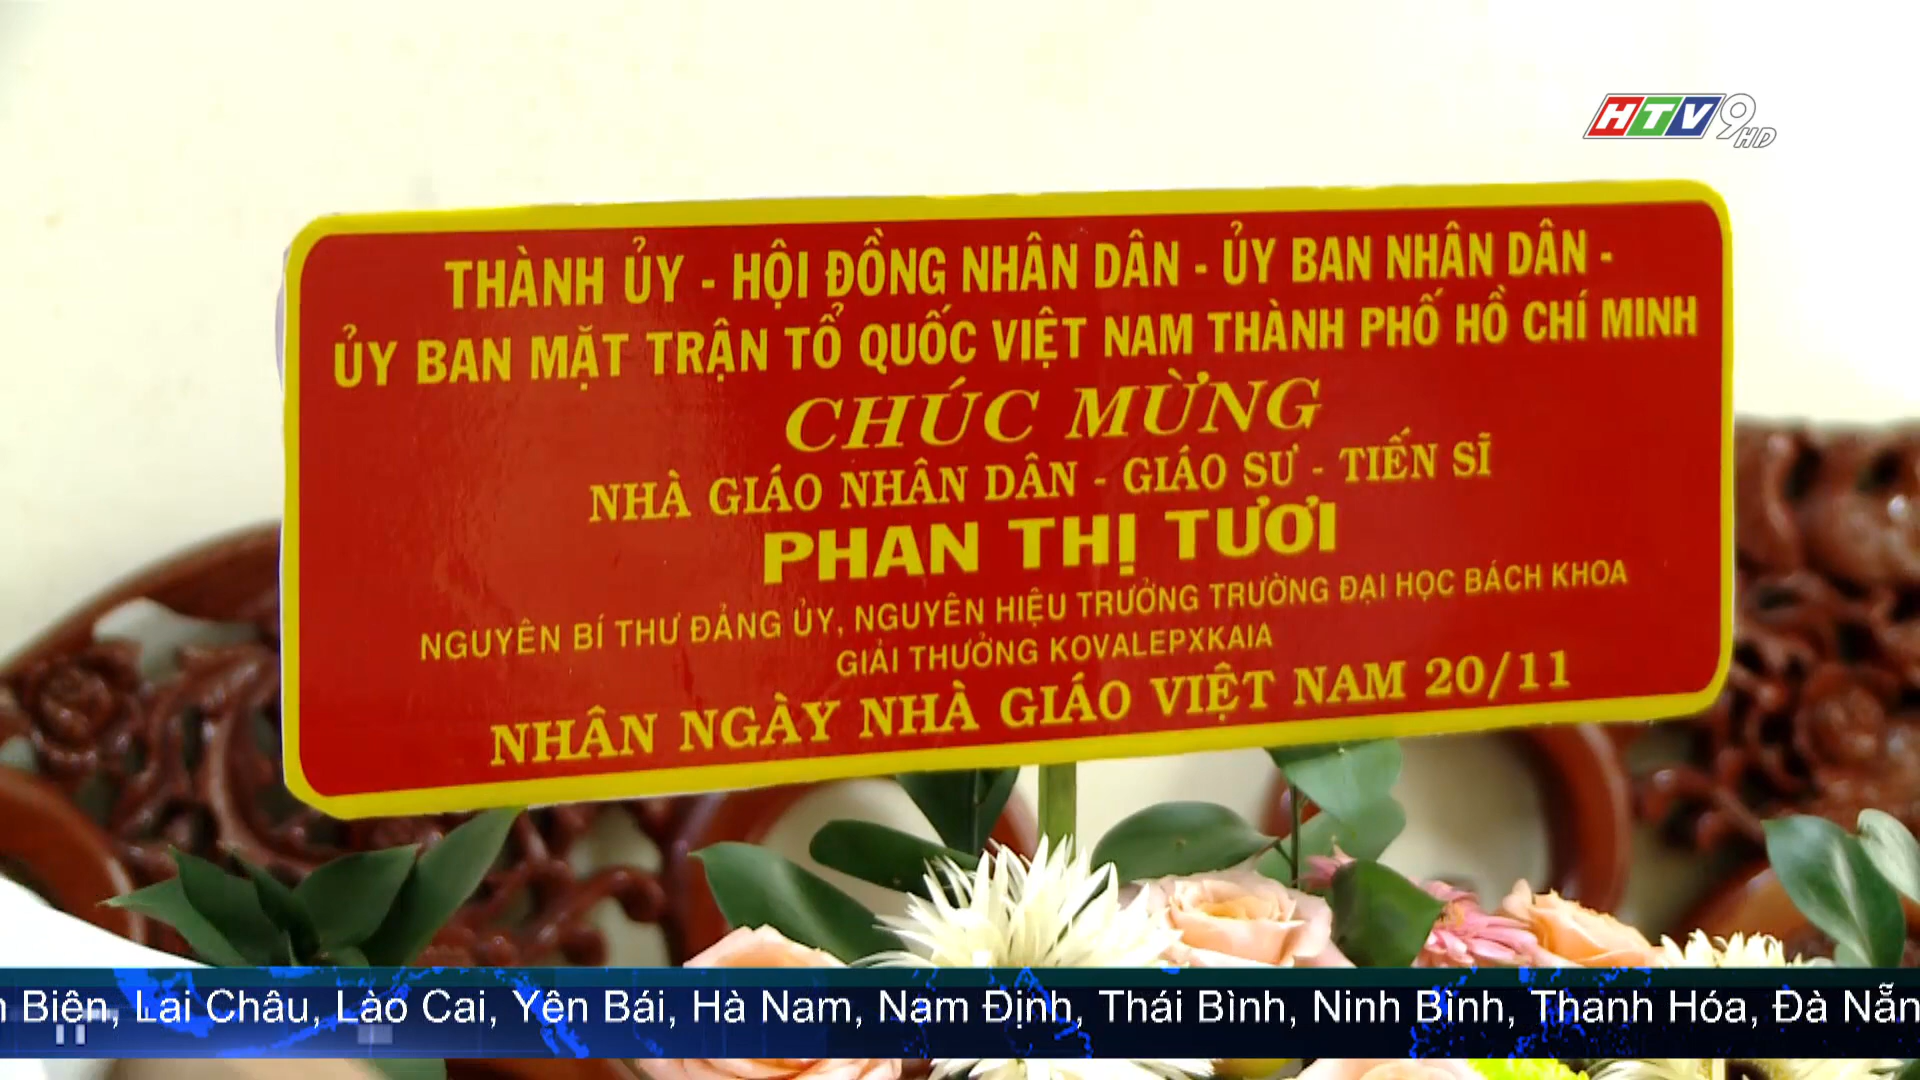 HTV9 HD
THÀNH ỦY - HỘI ĐỒNG NHÂN DÂN - ỦY BAN NHÂN DÂN -
ỦY BAN MẶT TRẬN TỔ QUỐC VIỆT NAM THÀNH PHỐ HỒ CHÍ MINH
CHÚC MỪNG
NHÀ GIÁO NHÂN DÂN - GIÁO SƯ - TIẾN SĨ
PHAN THỊ TƯƠI
NGUYÊN BÍ THƯ ĐẢNG ỦY, NGUYÊN HIỆU TRƯỞNG TRƯỜNG ĐẠI HỌC BÁCH KHOA
GIẢI THƯỞNG KOVALEPXKAIA
NHÂN NGÀY NHÀ GIÁO VIỆT NAM 20/11
Biên, Lai Châu, Lào Cai, Yên Bái, Hà Nam, Nam Định, Thái Bình, Ninh Bình, Thanh Hóa, Đà Nẵn